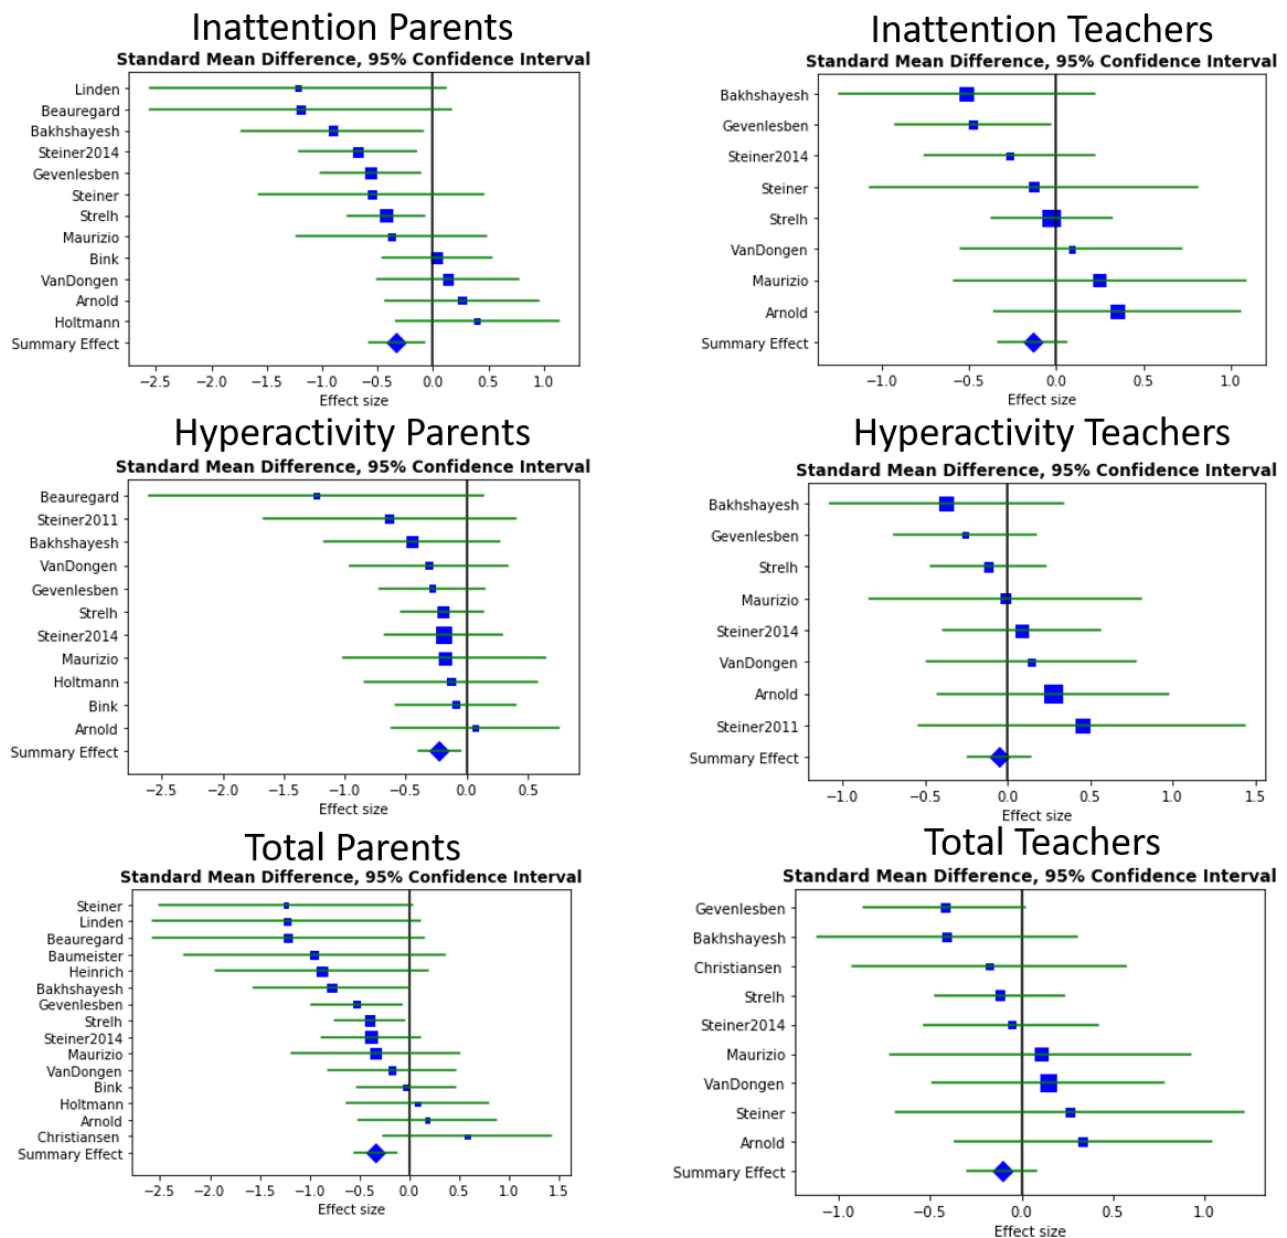 Inattention Parents
Standard Mean Difference, 95% Confidence Interval
Linden
Beauregard
Bakhshayesh
Steiner2014
Gevenlesben
Steiner
Strelh
Maurizio
Bink
VanDongen
Arnold
Holtmann
Summary Effect
−2.5 −2.0 −1.5 −1.0 −0.5 0.0 0.5 1.0
Effect size
Inattention Teachers
Standard Mean Difference, 95% Confidence Interval
Bakhshayesh
Gevenlesben
Steiner2014
Steiner
Strelh
VanDongen
Maurizio
Arnold
Summary Effect
−1.0 −0.5 0.0 0.5 1.0
Effect size
Hyperactivity Parents
Standard Mean Difference, 95% Confidence Interval
Beauregard
Steiner2011
Bakhshayesh
VanDongen
Gevenlesben
Strelh
Steiner2014
Maurizio
Holtmann
Bink
Arnold
Summary Effect
−2.5 −2.0 −1.5 −1.0 −0.5 0.0 0.5
Effect size
Hyperactivity Teachers
Standard Mean Difference, 95% Confidence Interval
Bakhshayesh
Gevenlesben
Strelh
Maurizio
Steiner2014
VanDongen
Arnold
Steiner2011
Summary Effect
−1.0 −0.5 0.0 0.5 1.0 1.5
Effect size
Total Parents
Standard Mean Difference, 95% Confidence Interval
Steiner
Linden
Beauregard
Baumeister
Heinrich
Bakhshayesh
Gevenlesben
Strelh
Steiner2014
Maurizio
VanDongen
Bink
Holtmann
Arnold
Christiansen
Summary Effect
−2.5 −2.0 −1.5 −1.0 −0.5 0.0 0.5 1.0 1.5
Effect size
Total Teachers
Standard Mean Difference, 95% Confidence Interval
Gevenlesben
Bakhshayesh
Christiansen
Strelh
Steiner2014
Maurizio
VanDongen
Steiner
Arnold
Summary Effect
−1.0 −0.5 0.0 0.5 1.0
Effect size